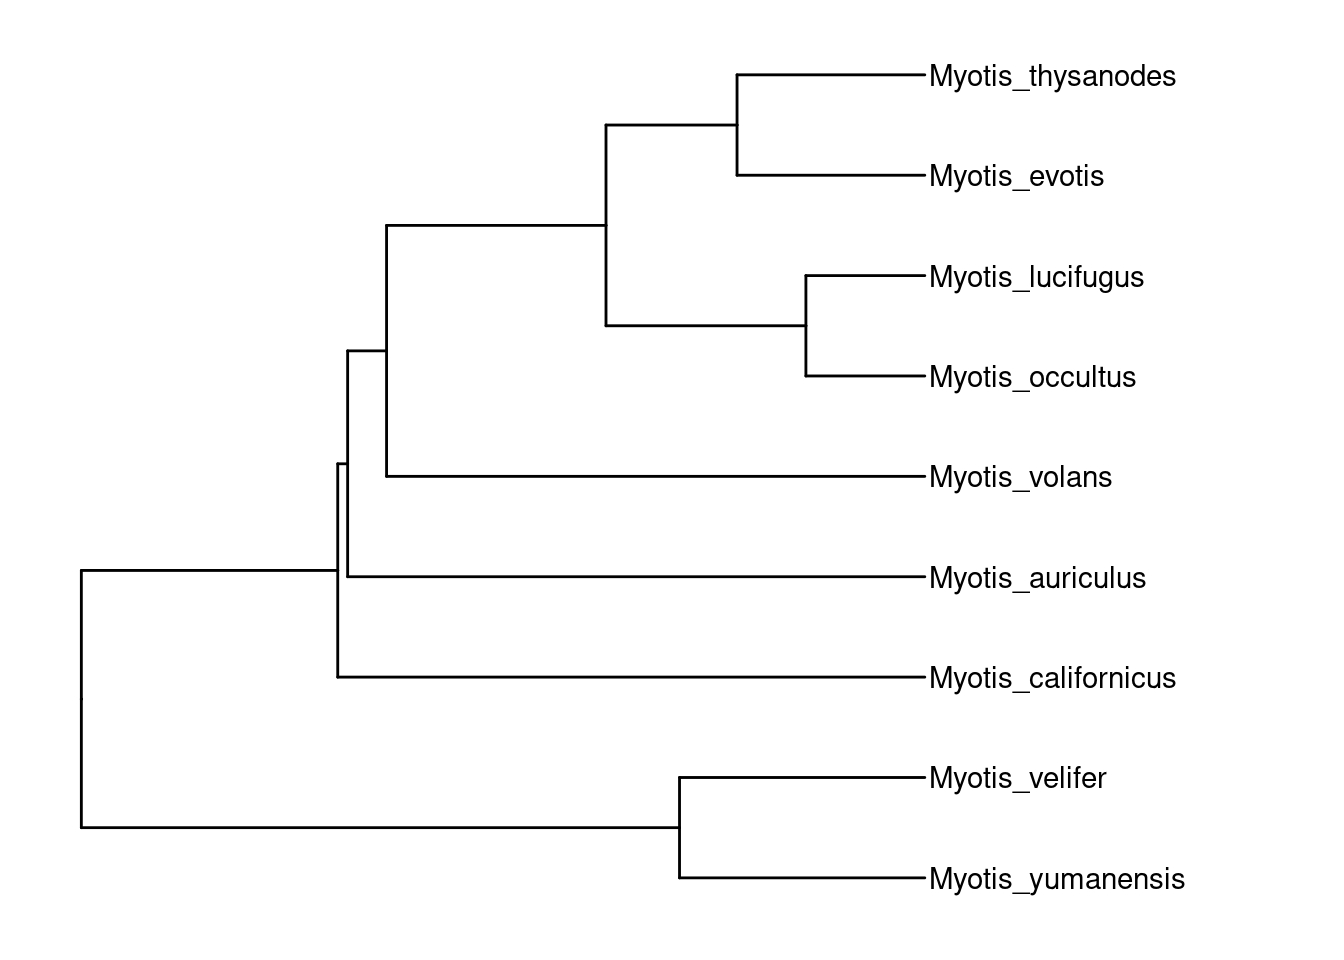 Myotis_thysanodes
Myotis_evotis
Myotis_lucifugus
Myotis_occultus
Myotis_volans
Myotis_auriculus
Myotis_californicus
Myotis_velifer
Myotis_yumanensis